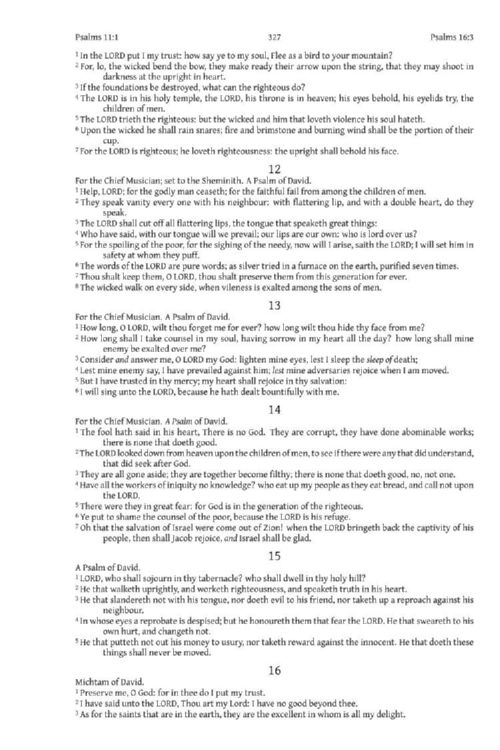 Psalms 11:1 327 Psalms 16:3
1 In the LORD put I my trust: how say ye to my soul, Flee as a bird to your mountain?
2 For, lo, the wicked bend the bow, they make ready their arrow upon the string, that they may shoot in
darkness at the upright in heart.
3 If the foundations be destroyed, what can the righteous do?
4 The LORD is in his holy temple, the LORD, his throne is in heaven; his eyes behold, his eyelids try, the
children of men.
5 The LORD trieth the righteous: but the wicked and him that loveth violence his soul hateth.
6 Upon the wicked he shall rain snares; fire and brimstone and burning wind shall be the portion of their
cup.
7 For the LORD is righteous; he loveth righteousness: the upright shall behold his face.
12
For the Chief Musician; set to the Sheminith. A Psalm of David.
1 Help, LORD; for the godly man ceaseth; for the faithful fail from among the children of men.
2 They speak vanity every one with his neighbour: with flattering lip, and with a double heart, do they
speak.
3 The LORD shall cut off all flattering lips, the tongue that speaketh great things:
4 Who have said, with our tongue will we prevail; our lips are our own: who is lord over us?
5 For the spoiling of the poor, for the sighing of the needy, now will I arise, saith the LORD; I will set him in
safety at whom they puff.
6 The words of the LORD are pure words; as silver tried in a furnace on the earth, purified seven times.
7 Thou shalt keep them, O LORD, thou shalt preserve them from this generation for ever.
8 The wicked walk on every side, when vileness is exalted among the sons of men.
13
For the Chief Musician. A Psalm of David.
1 How long, O LORD, wilt thou forget me for ever? how long wilt thou hide thy face from me?
2 How long shall I take counsel in my soul, having sorrow in my heart all the day? how long shall mine
enemy be exalted over me?
3 Consider and answer me, O LORD my God: lighten mine eyes, lest I sleep the sleep of death;
4 Lest mine enemy say, I have prevailed against him; lest mine adversaries rejoice when I am moved.
5 But I have trusted in thy mercy; my heart shall rejoice in thy salvation:
6 I will sing unto the LORD, because he hath dealt bountifully with me.
14
For the Chief Musician. A Psalm of David.
1 The fool hath said in his heart, There is no God. They are corrupt, they have done abominable works;
there is none that doeth good.
2 The LORD looked down from heaven upon the children of men, to see if there were any that did understand,
that did seek after God.
3 They are all gone aside; they are together become filthy; there is none that doeth good, no, not one.
4 Have all the workers of iniquity no knowledge? who eat up my people as they eat bread, and call not upon
the LORD.
5 There were they in great fear: for God is in the generation of the righteous.
6 Ye put to shame the counsel of the poor, because the LORD is his refuge.
7 Oh that the salvation of Israel were come out of Zion! when the LORD bringeth back the captivity of his
people, then shall Jacob rejoice, and Israel shall be glad.
15
A Psalm of David.
1 LORD, who shall sojourn in thy tabernacle? who shall dwell in thy holy hill?
2 He that walketh uprightly, and worketh righteousness, and speaketh truth in his heart.
3 He that slandereth not with his tongue, nor doeth evil to his friend, nor taketh up a reproach against his
neighbour.
4 In whose eyes a reprobate is despised; but he honoureth them that fear the LORD. He that sweareth to his
own hurt, and changeth not.
5 He that putteth not out his money to usury, nor taketh reward against the innocent. He that doeth these
things shall never be moved.
16
Michtam of David.
1 Preserve me, O God: for in thee do I put my trust.
2 I have said unto the LORD, Thou art my Lord: I have no good beyond thee.
3 As for the saints that are in the earth, they are the excellent in whom is all my delight.